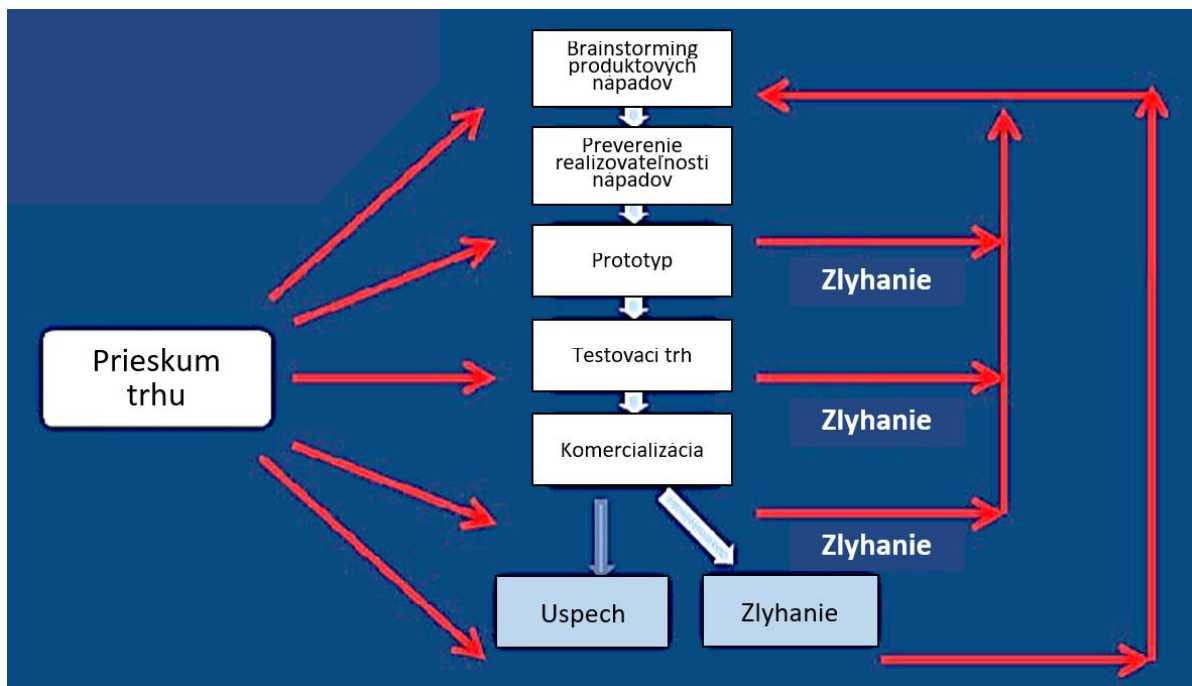 Brainstorming
produktových
nápadov
Preverenie
realizovateľnosti
nápadov
Prototyp
Zlyhanie
Prieskum
trhu
Testovaci trh
Zlyhanie
Komercializácia
Zlyhanie
Uspech
Zlyhanie